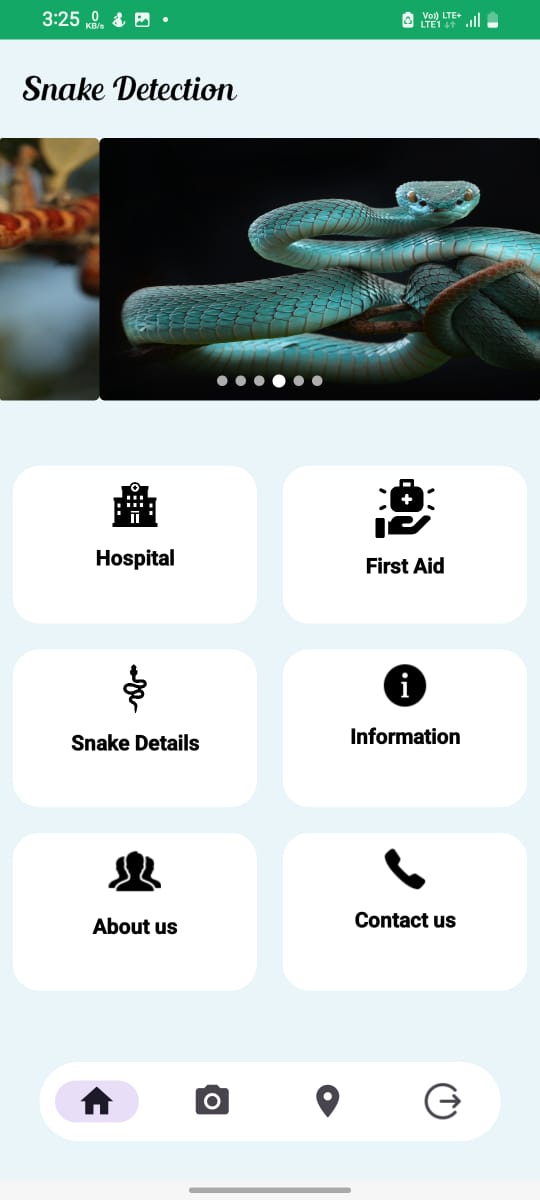 3:25 0 KB/s Vo) LTE+ LTE1
Snake Detection
Hospital
First Aid
Snake Details
Information
About us
Contact us